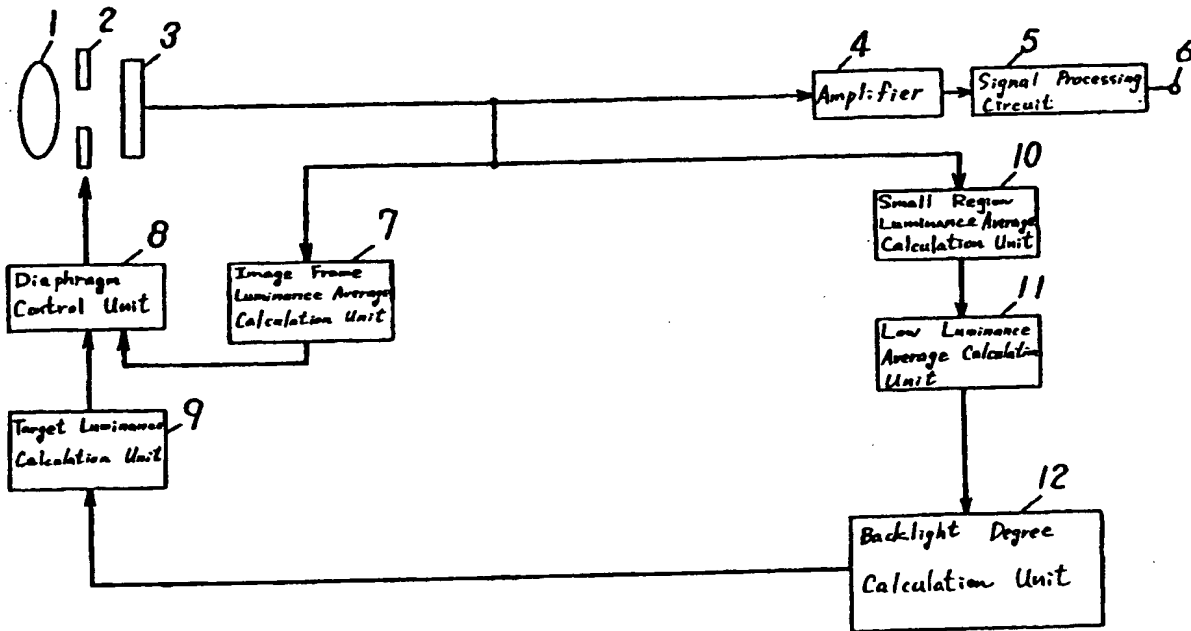 1
2
3
4
Amplifier
5
Signal Processing
Circuit
6
7
Image Frame
Luminance Average
Calculation Unit
8
Diaphragm
Control Unit
9
Target Luminance
Calculation Unit
10
Small Region
Luminance Average
Calculation Unit
11
Low Luminance
Average Calculation
Unit
12
Backlight Degree
Calculation Unit